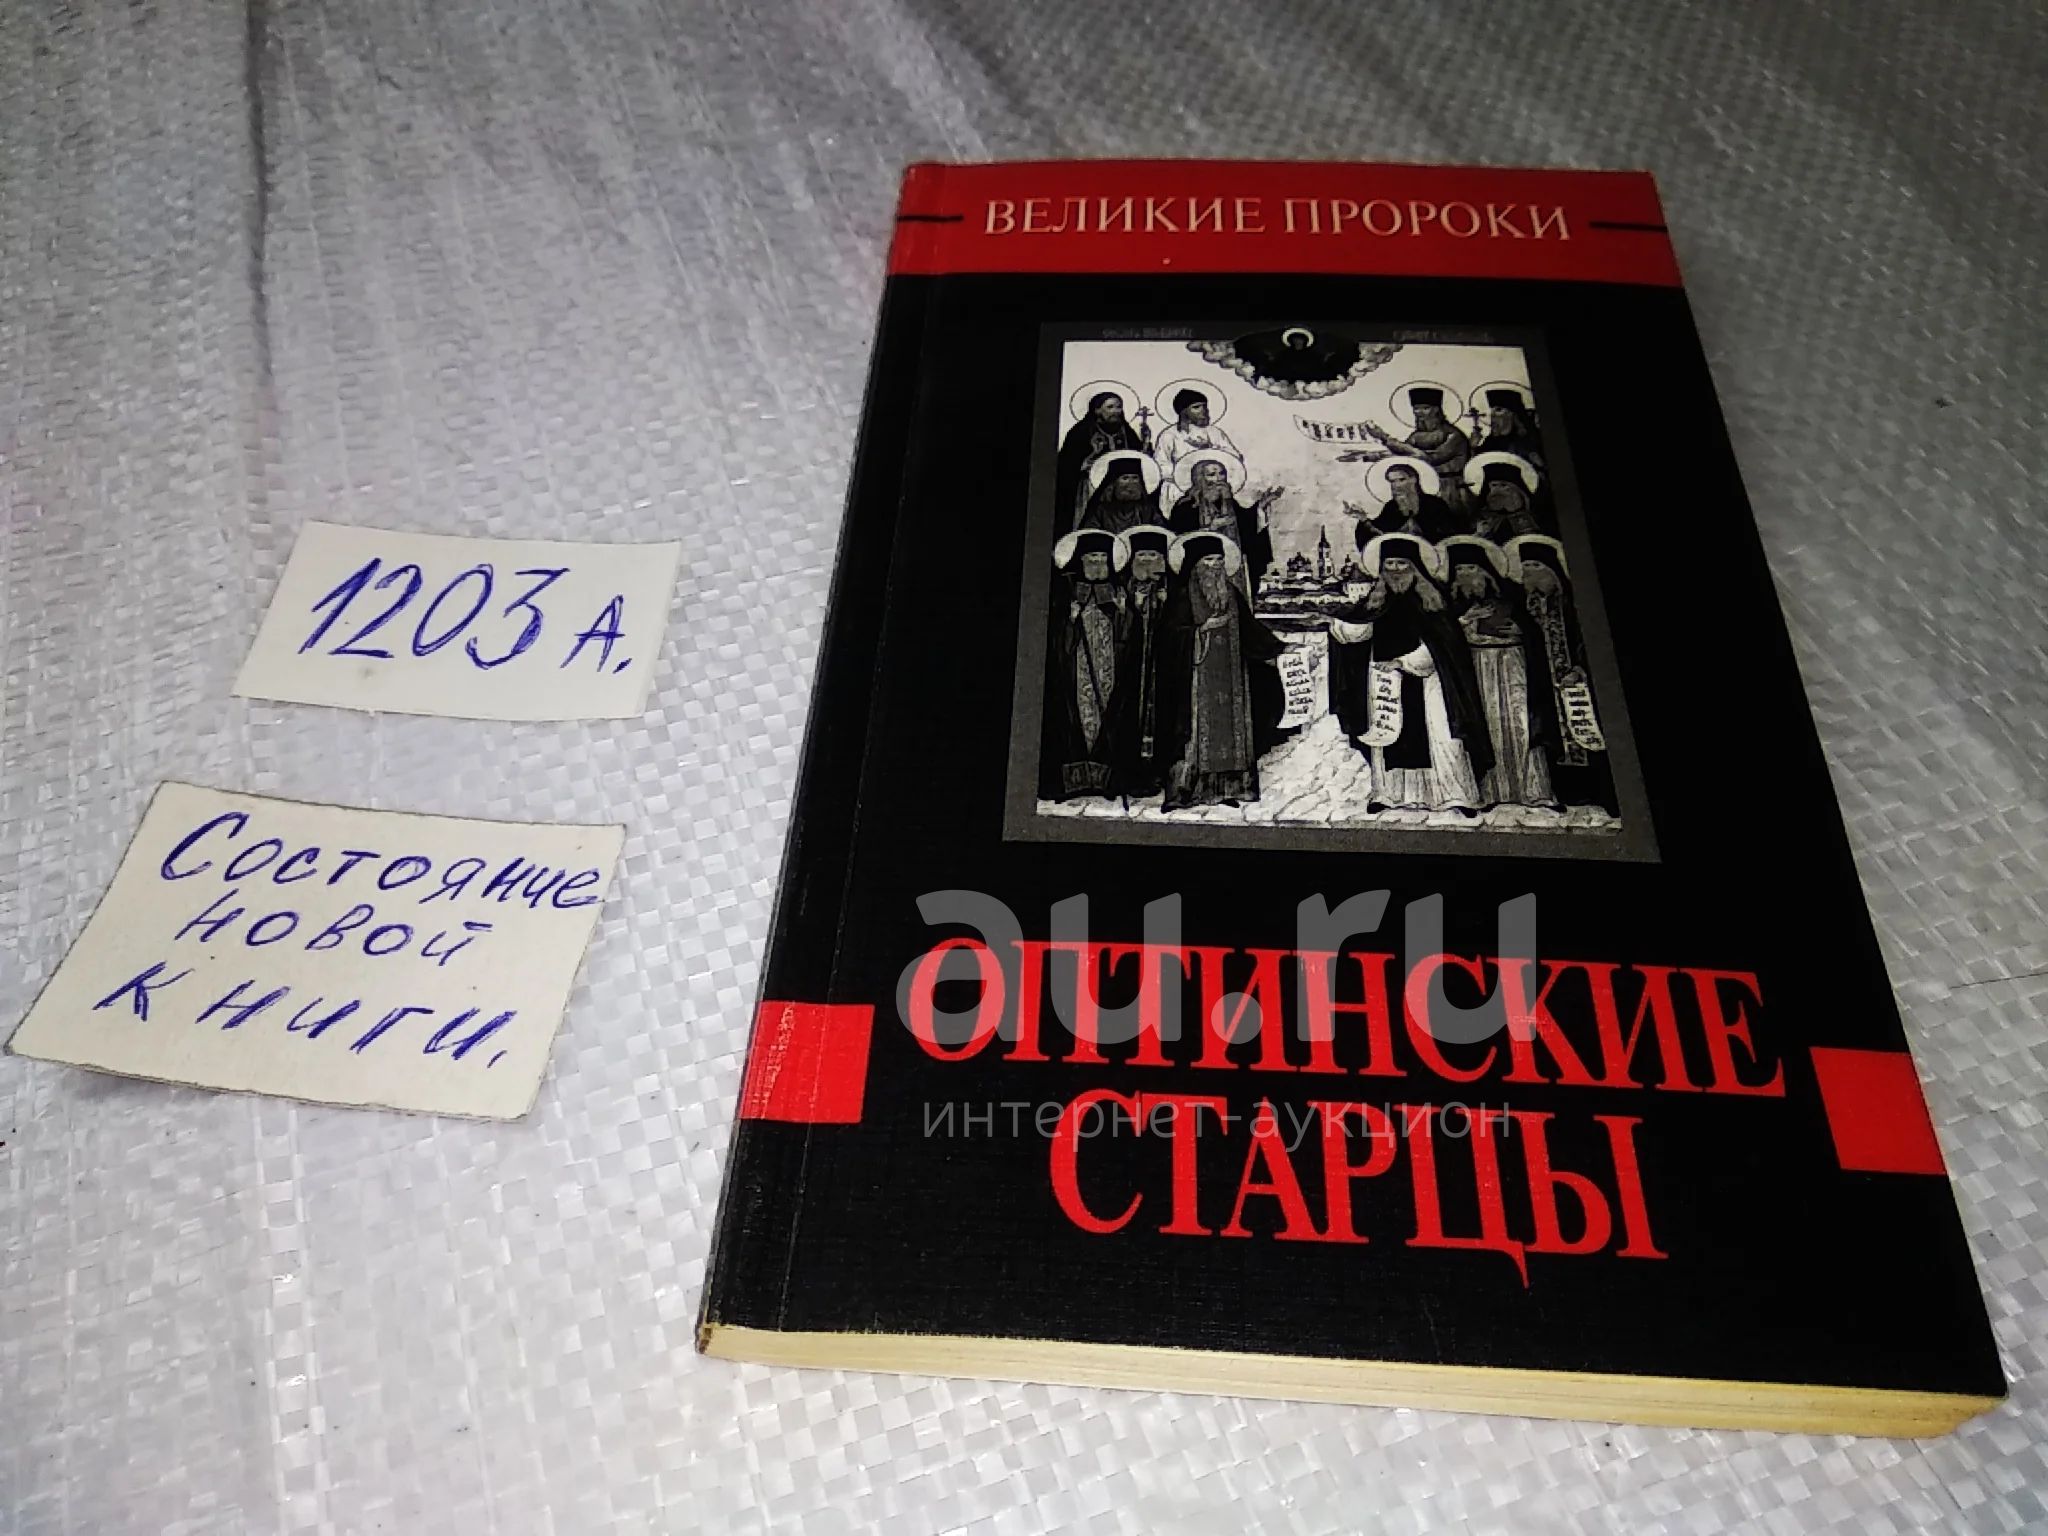 ВЕЛИКИЕ ПРОРОКИ
1203 А.
Состояние
новой
книги.
au.ru
ОПТИНСКИЕ
интернет-аукцион
СТАРЦЫ